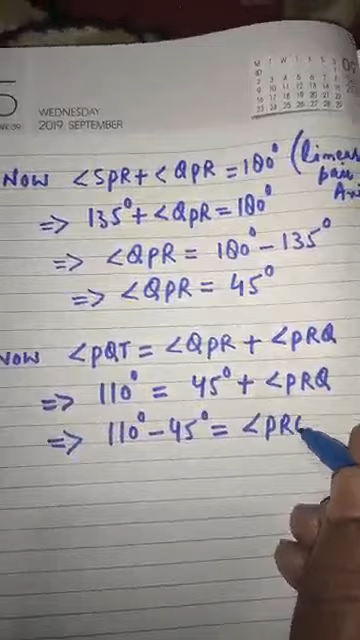 WEDNESDAY
2019, SEPTEMBER
Now ∠SPR + ∠QPR = 180° (linear
pair
=> 135° + ∠QPR = 180°
=> ∠QPR = 180° - 135°
=> ∠QPR = 45°
Now ∠PQT = ∠QPR + ∠PRQ
=> 110° = 45° + ∠PRQ
=> 110° - 45° = ∠PR